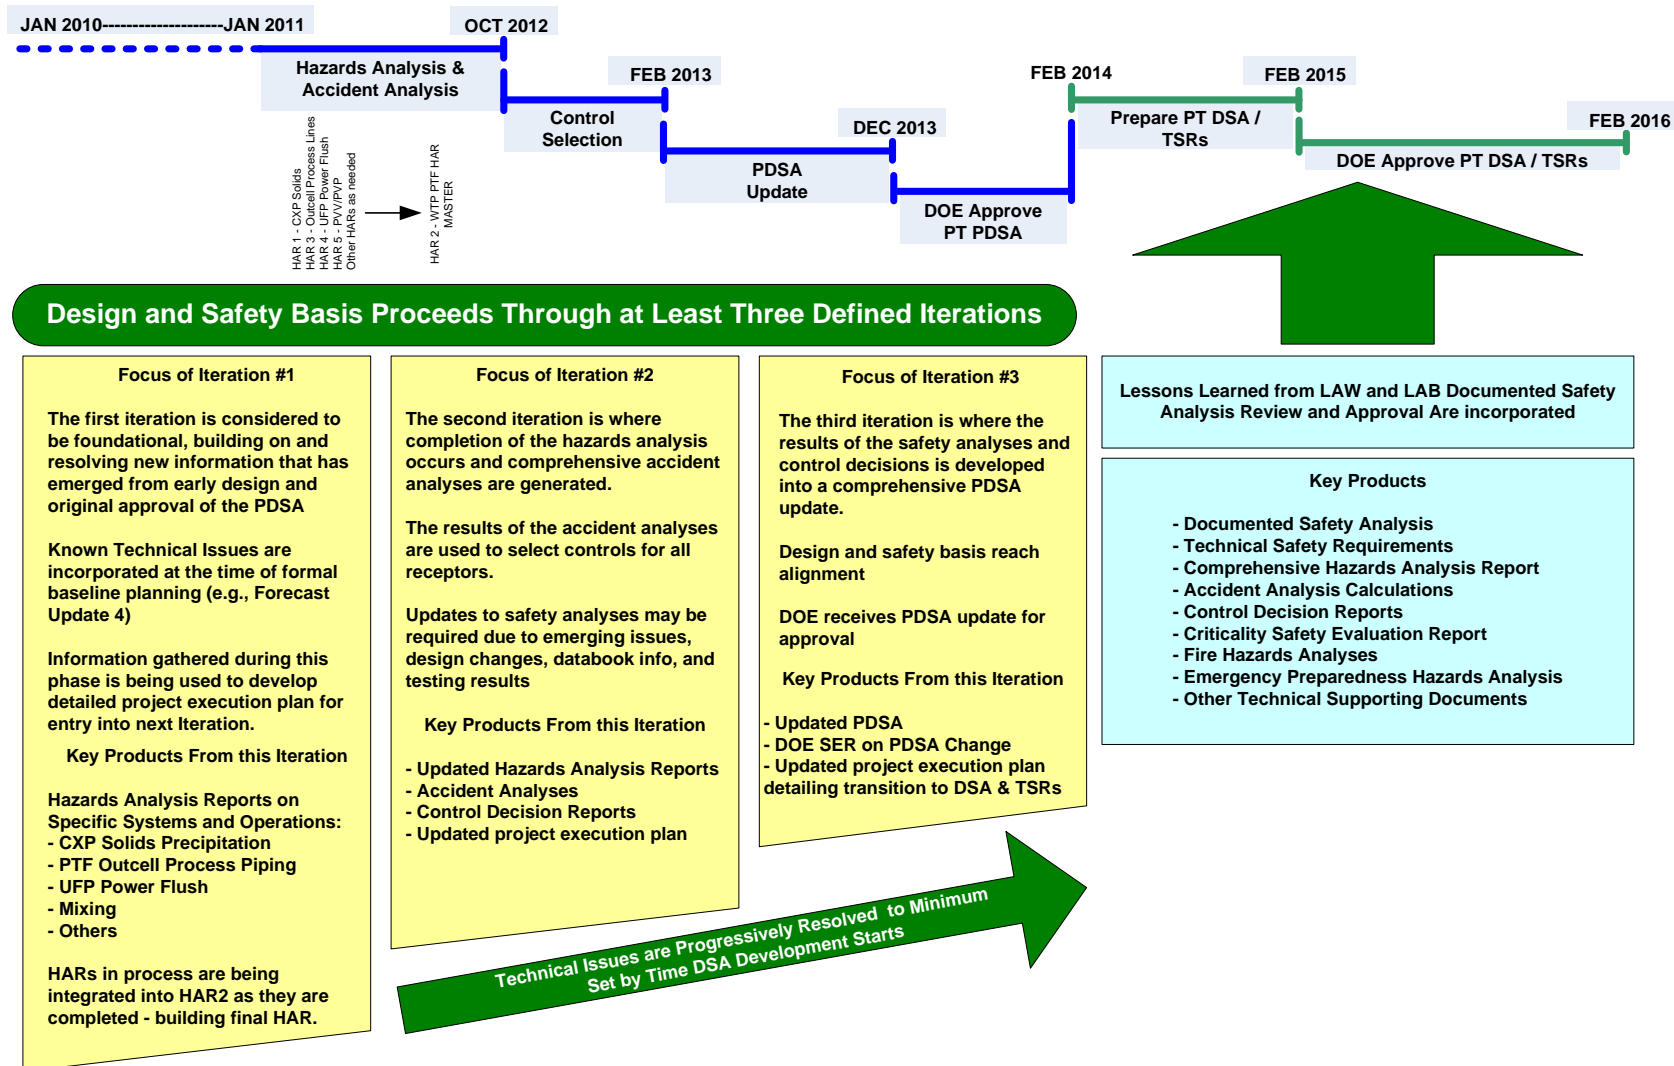 JAN 2010---------------------JAN 2011
OCT 2012
Hazards Analysis &
Accident Analysis
FEB 2013
Control
Selection
DEC 2013
PDSA
Update
FEB 2014
DOE Approve
PT PDSA
FEB 2015
Prepare PT DSA /
TSRs
FEB 2016
DOE Approve PT DSA / TSRs
HAR 1 - CXP Solids
HAR 3 - Outcell Process Lines
HAR 4 - UFP Power Flush
HAR 5 - PVV/PVP
Other HARs as needed
HAR 2 - WTP PTF HAR
MASTER
Design and Safety Basis Proceeds Through at Least Three Defined Iterations
Focus of Iteration #1
The first iteration is considered to
be foundational, building on and
resolving new information that has
emerged from early design and
original approval of the PDSA
Known Technical Issues are
incorporated at the time of formal
baseline planning (e.g., Forecast
Update 4)
Information gathered during this
phase is being used to develop
detailed project execution plan for
entry into next Iteration.
Key Products From this Iteration
Hazards Analysis Reports on
Specific Systems and Operations:
- CXP Solids Precipitation
- PTF Outcell Process Piping
- UFP Power Flush
- Mixing
- Others
HARs in process are being
integrated into HAR2 as they are
completed - building final HAR.
Focus of Iteration #2
The second iteration is where
completion of the hazards analysis
occurs and comprehensive accident
analyses are generated.
The results of the accident analyses
are used to select controls for all
receptors.
Updates to safety analyses may be
required due to emerging issues,
design changes, databook info, and
testing results
Key Products From this Iteration
- Updated Hazards Analysis Reports
- Accident Analyses
- Control Decision Reports
- Updated project execution plan
Focus of Iteration #3
The third iteration is where the
results of the safety analyses and
control decisions is developed
into a comprehensive PDSA
update.
Design and safety basis reach
alignment
DOE receives PDSA update for
approval
Key Products From this Iteration
- Updated PDSA
- DOE SER on PDSA Change
- Updated project execution plan
detailing transition to DSA & TSRs
Technical Issues are Progressively Resolved to Minimum
Set by Time DSA Development Starts
Lessons Learned from LAW and LAB Documented Safety
Analysis Review and Approval Are incorporated
Key Products
- Documented Safety Analysis
- Technical Safety Requirements
- Comprehensive Hazards Analysis Report
- Accident Analysis Calculations
- Control Decision Reports
- Criticality Safety Evaluation Report
- Fire Hazards Analyses
- Emergency Preparedness Hazards Analysis
- Other Technical Supporting Documents